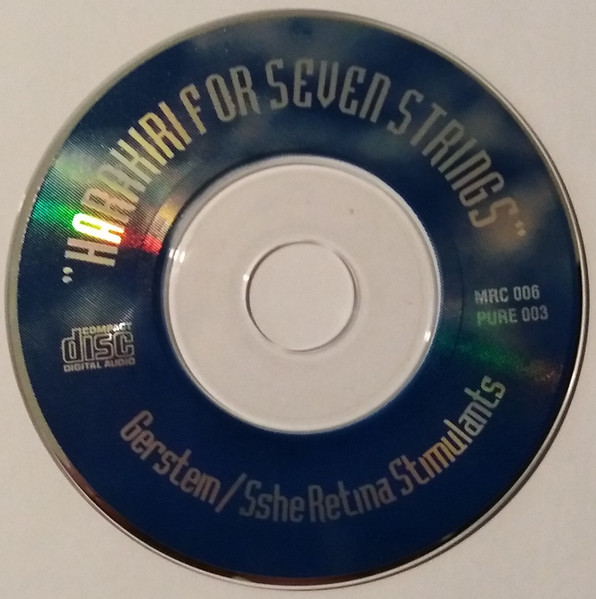 "HARAKIRI FOR SEVEN STRINGS"
MRC 006
PURE 003
COMPACT
disc
DIGITAL AUDIO
Gerstein/Sshe Retina Stimulants